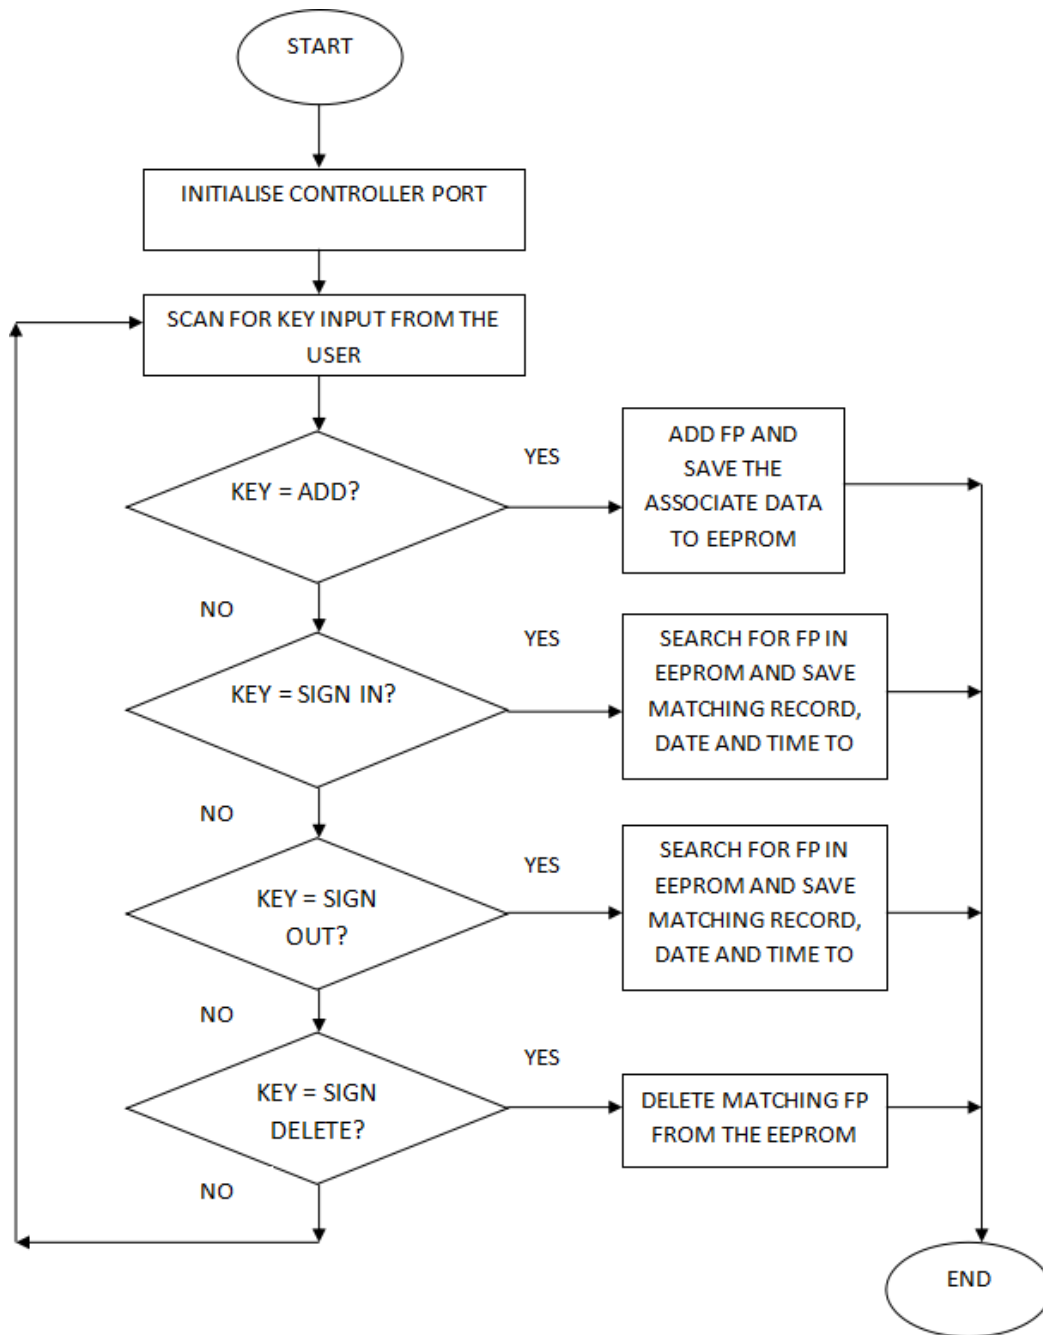 START
INITIALISE CONTROLLER PORT
SCAN FOR KEY INPUT FROM THE
USER
KEY = ADD?
YES
ADD FP AND
SAVE THE
ASSOCIATE DATA
TO EEPROM
NO
KEY = SIGN IN?
YES
SEARCH FOR FP IN
EEPROM AND SAVE
MATCHING RECORD,
DATE AND TIME TO
NO
KEY = SIGN
OUT?
YES
SEARCH FOR FP IN
EEPROM AND SAVE
MATCHING RECORD,
DATE AND TIME TO
NO
KEY = SIGN
DELETE?
YES
DELETE MATCHING FP
FROM THE EEPROM
NO
END